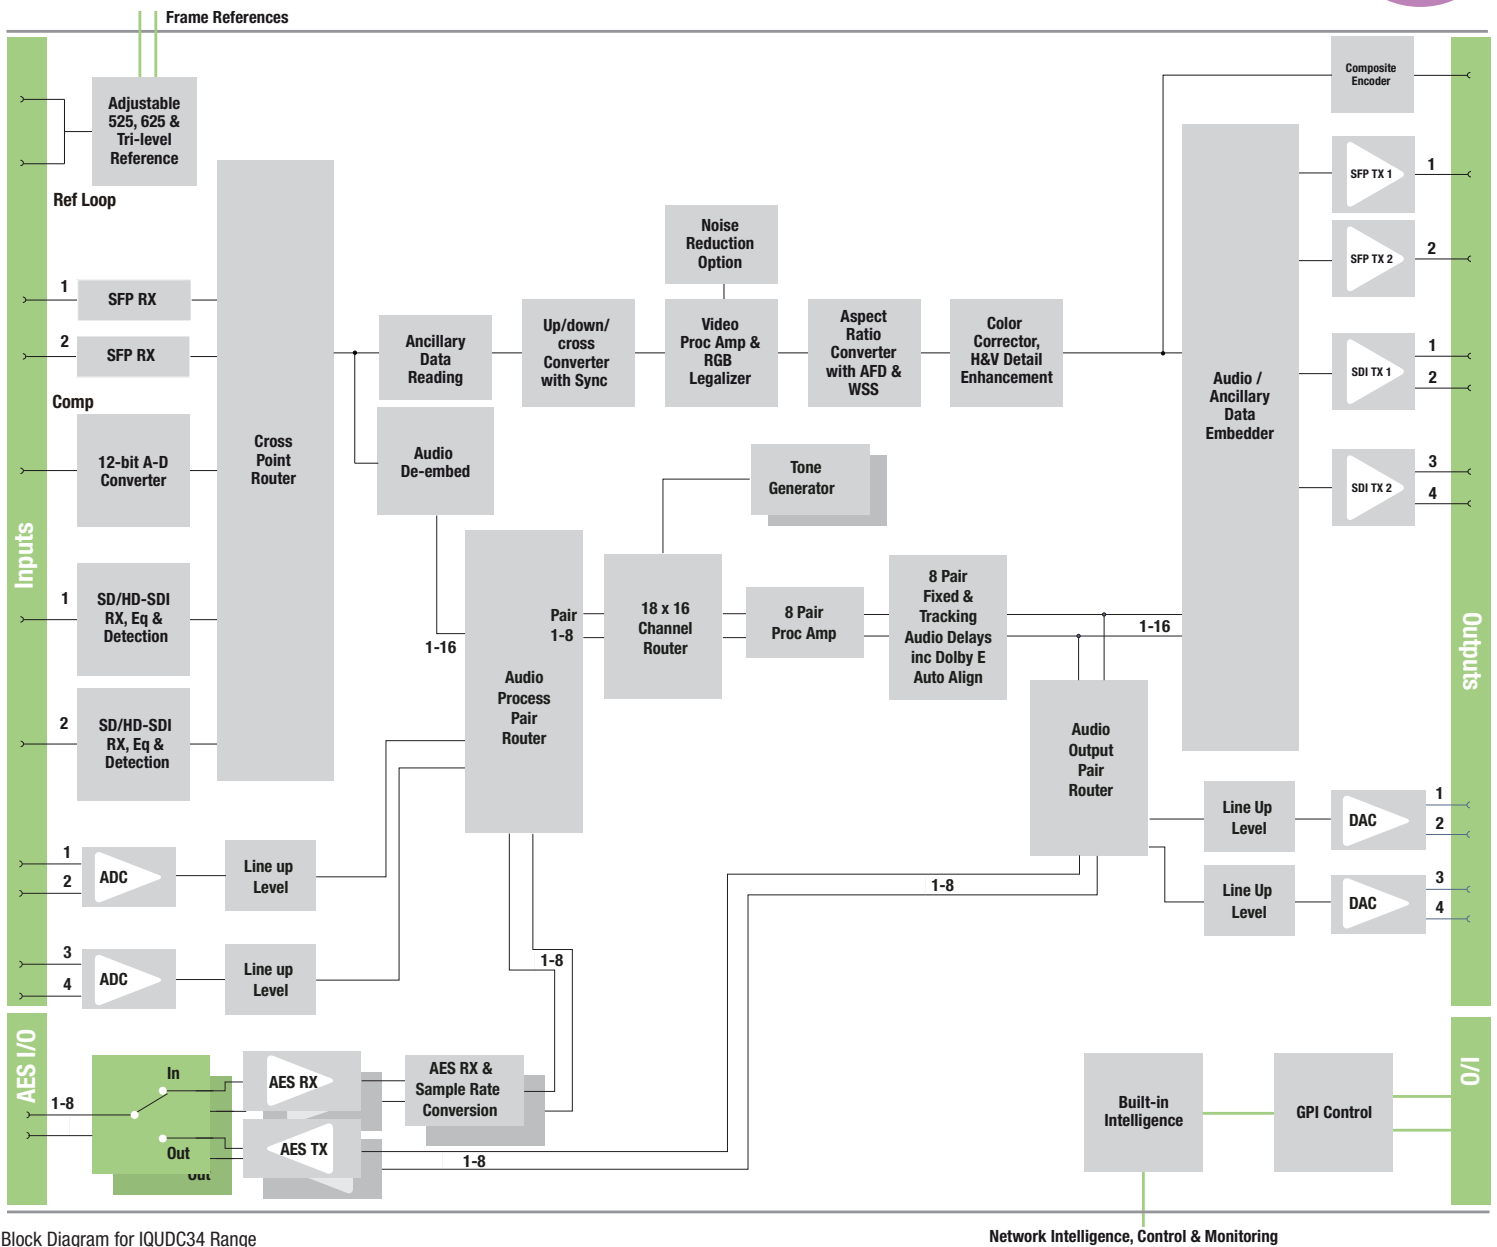 Frame References
Adjustable
525, 625 &
Tri-level
Reference
Ref Loop
Composite
Encoder
SFP TX 1
1
SFP TX 2
2
Noise
Reduction
Option
1
SFP RX
2
SFP RX
Comp
12-bit A-D
Converter
Cross
Point
Router
Ancillary
Data
Reading
Up/down/
cross
Converter
with Sync
Video
Proc Amp &
RGB
Legalizer
Aspect
Ratio
Converter
with AFD &
WSS
Color
Corrector,
H&V Detail
Enhancement
Audio /
Ancillary
Data
Embedder
SDI TX 1
1
2
SDI TX 2
3
4
Audio
De-embed
Tone
Generator
Inputs
Outputs
1
SD/HD-SDI
RX, Eq &
Detection
2
SD/HD-SDI
RX, Eq &
Detection
1-16
Pair
1-8
Audio
Process
Pair
Router
18 x 16
Channel
Router
8 Pair
Proc Amp
8 Pair
Fixed &
Tracking
Audio Delays
inc Dolby E
Auto Align
1-16
Audio
Output
Pair
Router
Line Up
Level
DAC
1
2
Line Up
Level
DAC
3
4
1
2
ADC
Line up
Level
3
4
ADC
Line up
Level
1-8
1-8
AES I/O
1-8
In
Out
Out
AES RX
AES TX
AES RX &
Sample Rate
Conversion
1-8
Built-in
Intelligence
GPI Control
I/O
Block Diagram for IQUDC34 Range
Network Intelligence, Control & Monitoring